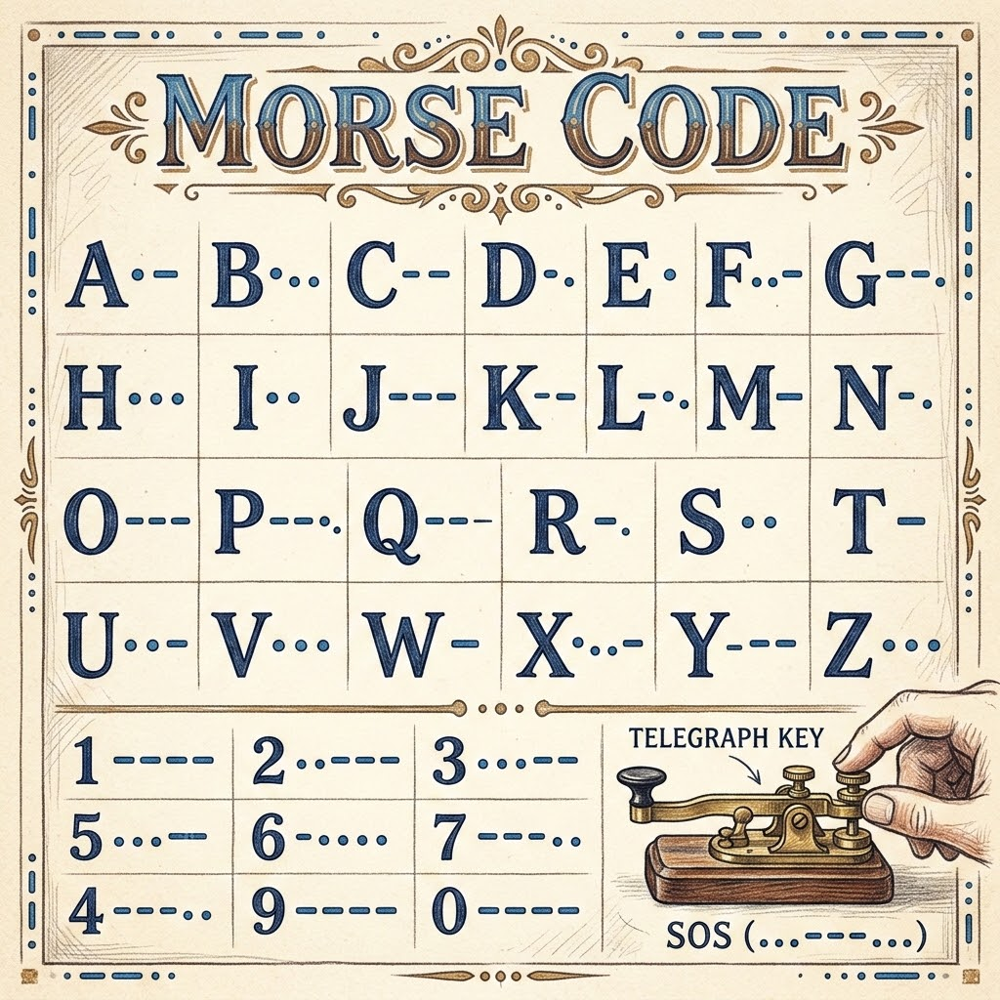 MORSE CODE
A ·– B ···· C –– D –· E · F ··–– G ––·
H ··· I ·· J ––– K –– L –·· M – N –·
O ––– P –––·· Q ––– R –· S ·· T –
U ··– V ··· W – X ····– Y ––– Z ···
1 –––– 2 ··––– 3 ···––
5 ···–– 6 –····· 7 –––··
4 –––·· 9 –––– 0 ––––
TELEGRAPH KEY
SOS (...---...)